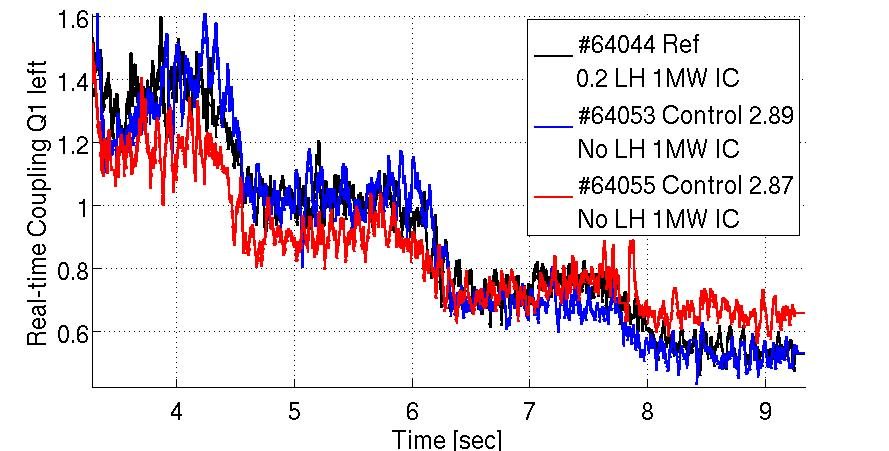 1.6
1.4
1.2
1
0.8
0.6
Real-time Coupling Q1 left
#64044 Ref
0.2 LH 1MW IC
#64053 Control 2.89
No LH 1MW IC
#64055 Control 2.87
No LH 1MW IC
4 5 6 7 8 9
Time [sec]